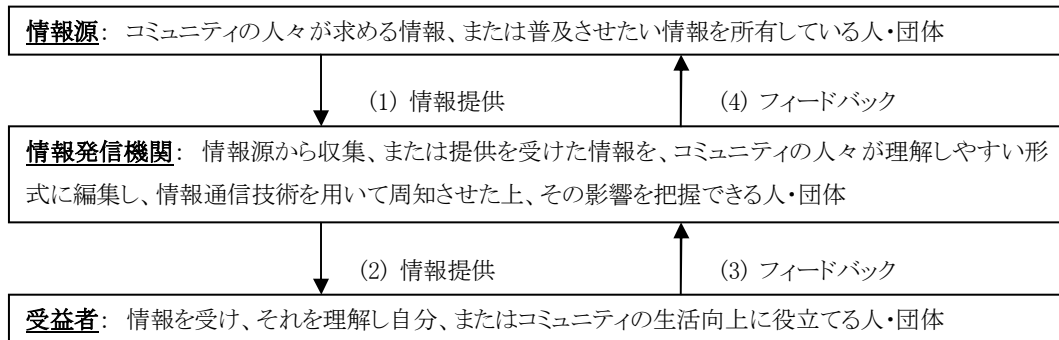 情報源: コミュニティの人々が求める情報、または普及させたい情報を所有している人・団体
(1) 情報提供
(4) フィードバック
情報発信機関: 情報源から収集、または提供を受けた情報を、コミュニティの人々が理解しやすい形
式に編集し、情報通信技術を用いて周知させた上、その影響を把握できる人・団体
(2) 情報提供
(3) フィードバック
受益者: 情報を受け、それを理解し自分、またはコミュニティの生活向上に役立てる人・団体